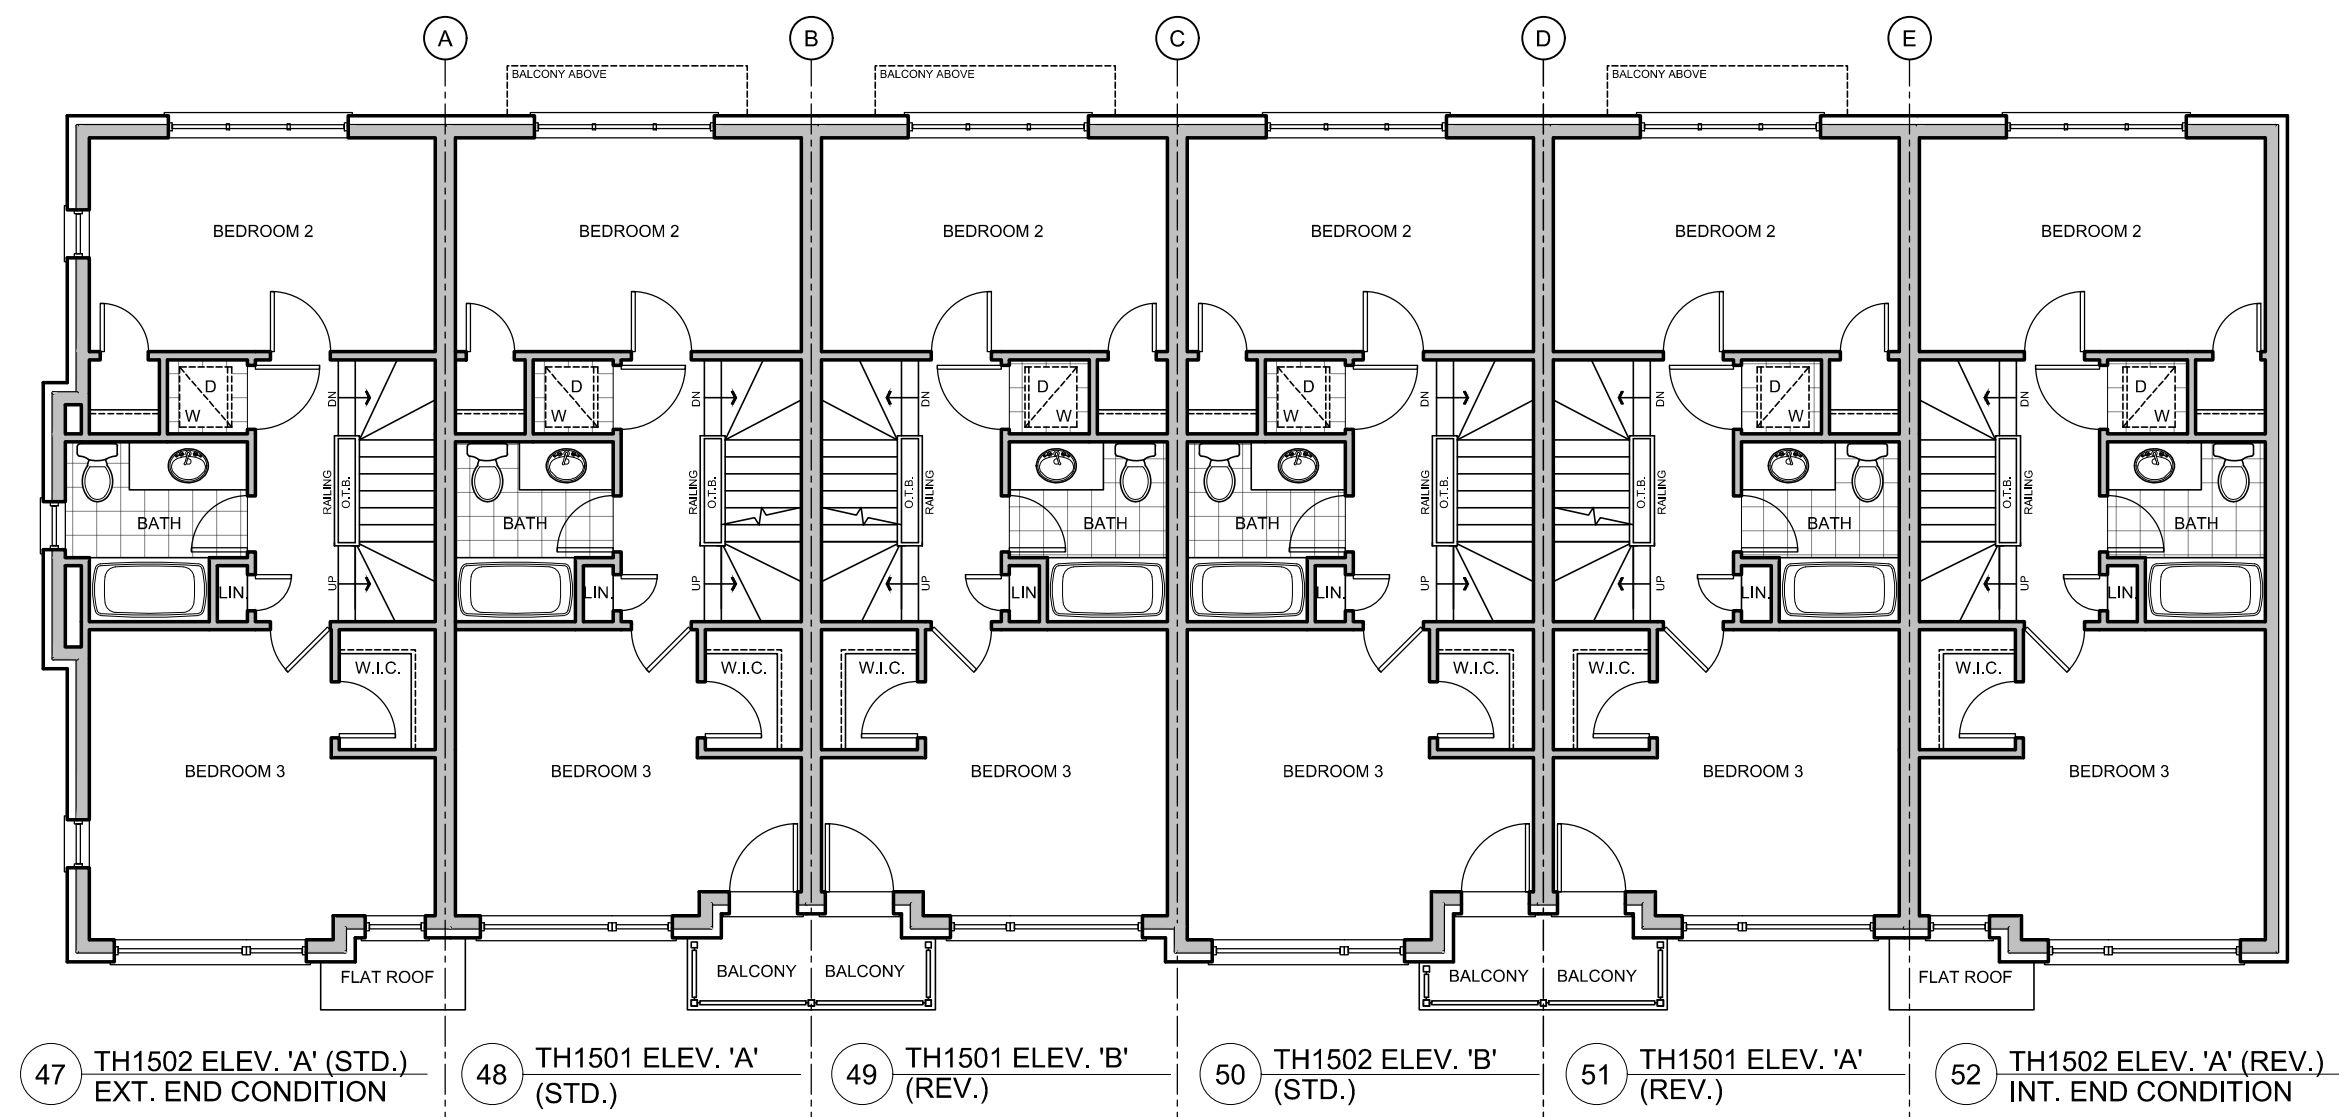 A B C D E
BALCONY ABOVE BALCONY ABOVE BALCONY ABOVE
BEDROOM 2 BEDROOM 2 BEDROOM 2 BEDROOM 2 BEDROOM 2 BEDROOM 2
D D D D D D
DN DN DN DN DN DN
W W W W W W
RAILING O.T.B. RAILING O.T.B. O.T.B. RAILING RAILING O.T.B. O.T.B. RAILING O.T.B. RAILING
BATH BATH BATH BATH BATH BATH
UP UP UP UP UP UP
LIN. LIN. LIN LIN. LIN. LIN.
W.I.C. W.I.C. W.I.C. W.I.C. W.I.C. W.I.C.
BEDROOM 3 BEDROOM 3 BEDROOM 3 BEDROOM 3 BEDROOM 3 BEDROOM 3
FLAT ROOF BALCONY BALCONY BALCONY BALCONY FLAT ROOF
47 TH1502 ELEV. 'A' (STD.)
EXT. END CONDITION
48 TH1501 ELEV. 'A'
(STD.)
49 TH1501 ELEV. 'B'
(REV.)
50 TH1502 ELEV. 'B'
(STD.)
51 TH1501 ELEV. 'A'
(REV.)
52 TH1502 ELEV. 'A' (REV.)
INT. END CONDITION